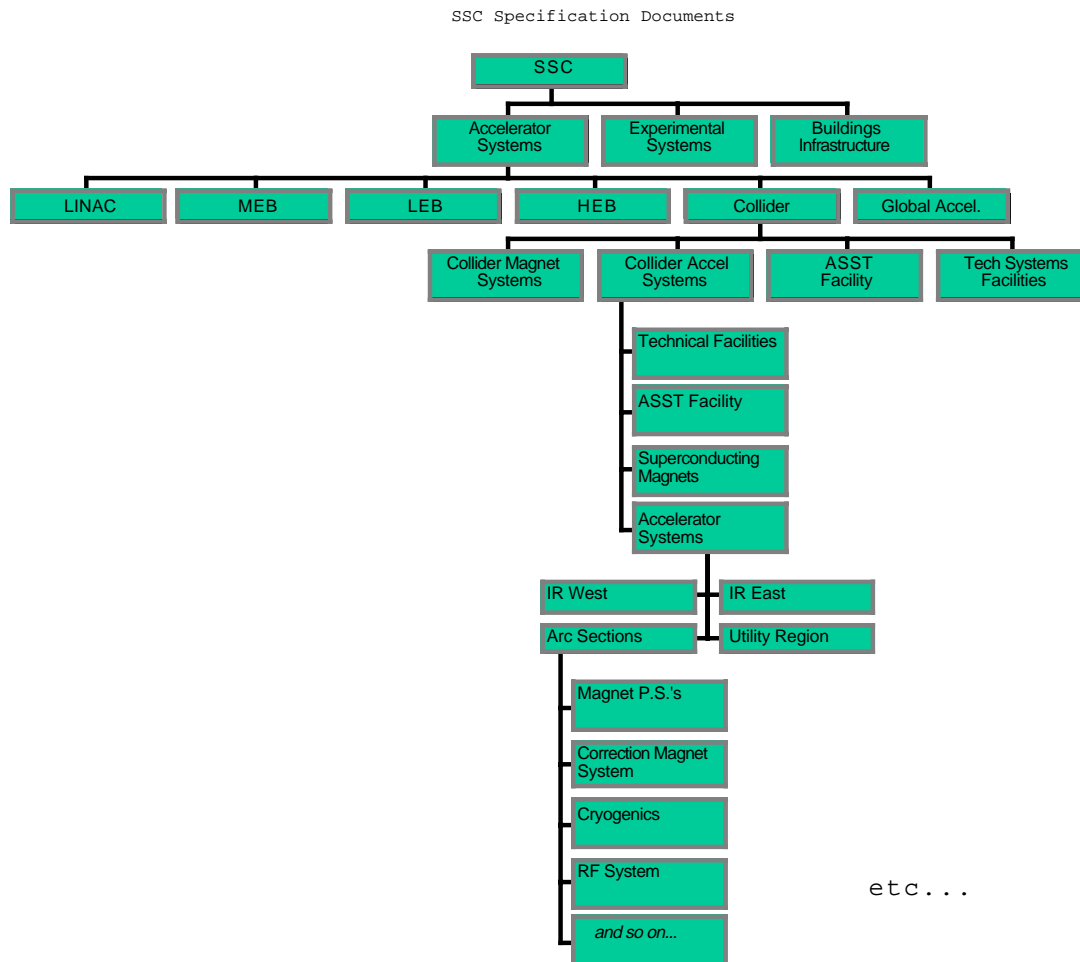 SSC Specification Documents
SSC
Accelerator
Systems
Experimental
Systems
Buildings
Infrastructure
LINAC
MEB
LEB
HEB
Collider
Global Accel.
Collider Magnet
Systems
Collider Accel
Systems
ASST
Facility
Tech Systems
Facilities
Technical Facilities
ASST Facility
Superconducting
Magnets
Accelerator
Systems
IR West
IR East
Arc Sections
Utility Region
Magnet P.S.'s
Correction Magnet
System
Cryogenics
RF System
etc...
and so on...